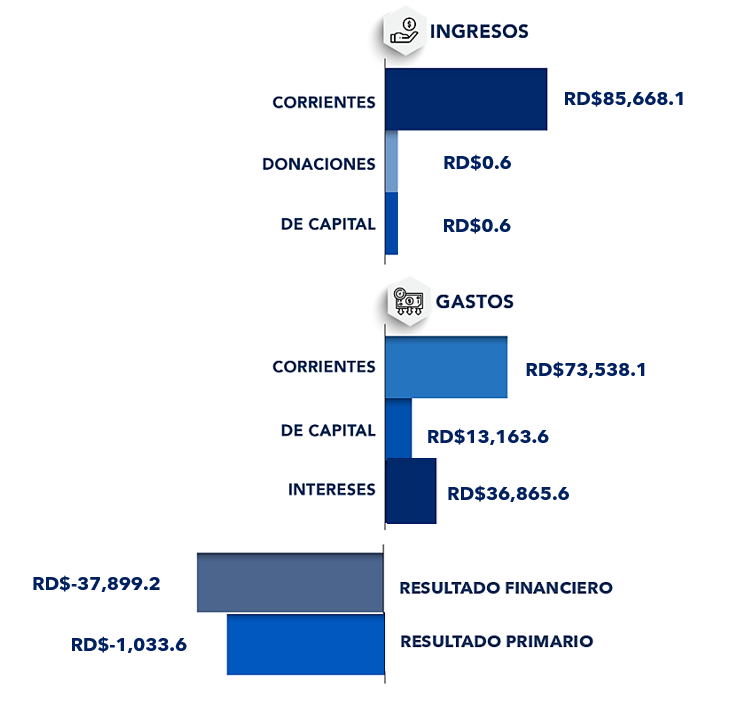 INGRESOS
CORRIENTES RD$85,668.1
DONACIONES RD$0.6
DE CAPITAL RD$0.6
GASTOS
CORRIENTES RD$73,538.1
DE CAPITAL RD$13,163.6
INTERESES RD$36,865.6
RD$-37,899.2 RESULTADO FINANCIERO
RD$-1,033.6 RESULTADO PRIMARIO